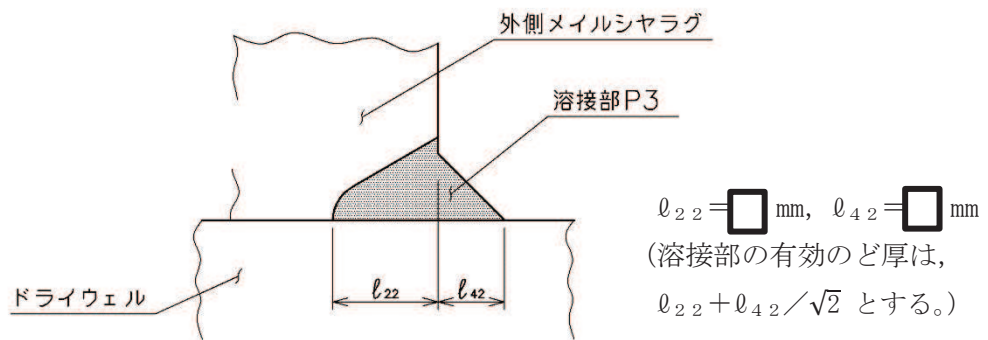 外側メイルシヤラグ
溶接部P3
ℓ₂₂=□mm, ℓ₄₂=□mm
(溶接部の有効のど厚は,
ℓ₂₂+ℓ₄₂/√2 とする。)
ドライウェル
ℓ₂₂ ℓ₄₂